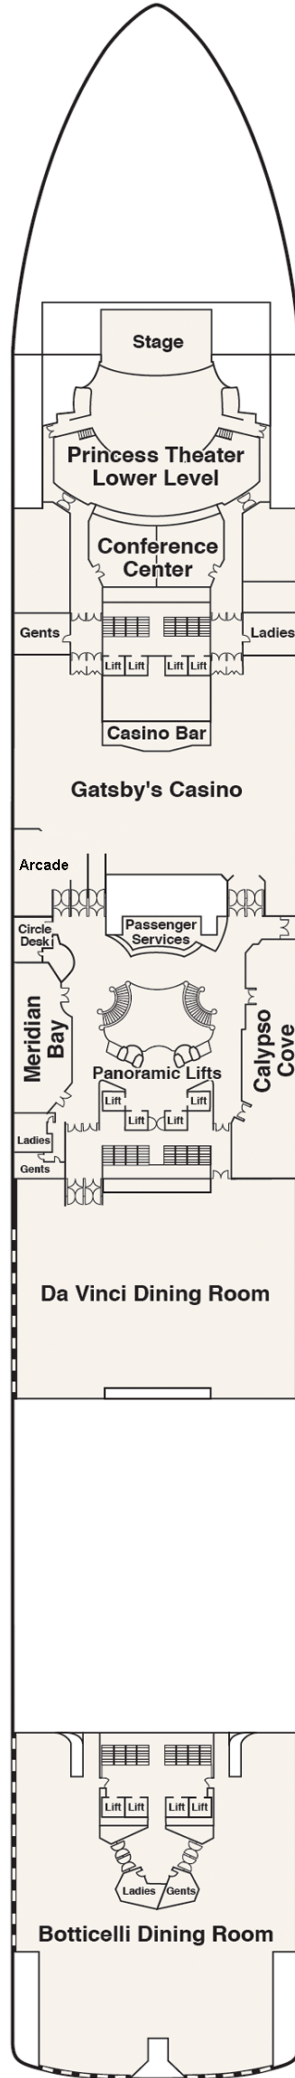 Stage
Princess Theater
Lower Level
Conference
Center
Gents
Ladies
Lift Lift Lift Lift
Casino Bar
Gatsby's Casino
Arcade
Circle
Desk
Passenger
Services
Meridian
Bay
Calypso
Cove
Panoramic Lifts
Lift Lift
Lift Lift
Ladies
Gents
Da Vinci Dining Room
Lift Lift Lift Lift
Ladies Gents
Botticelli Dining Room